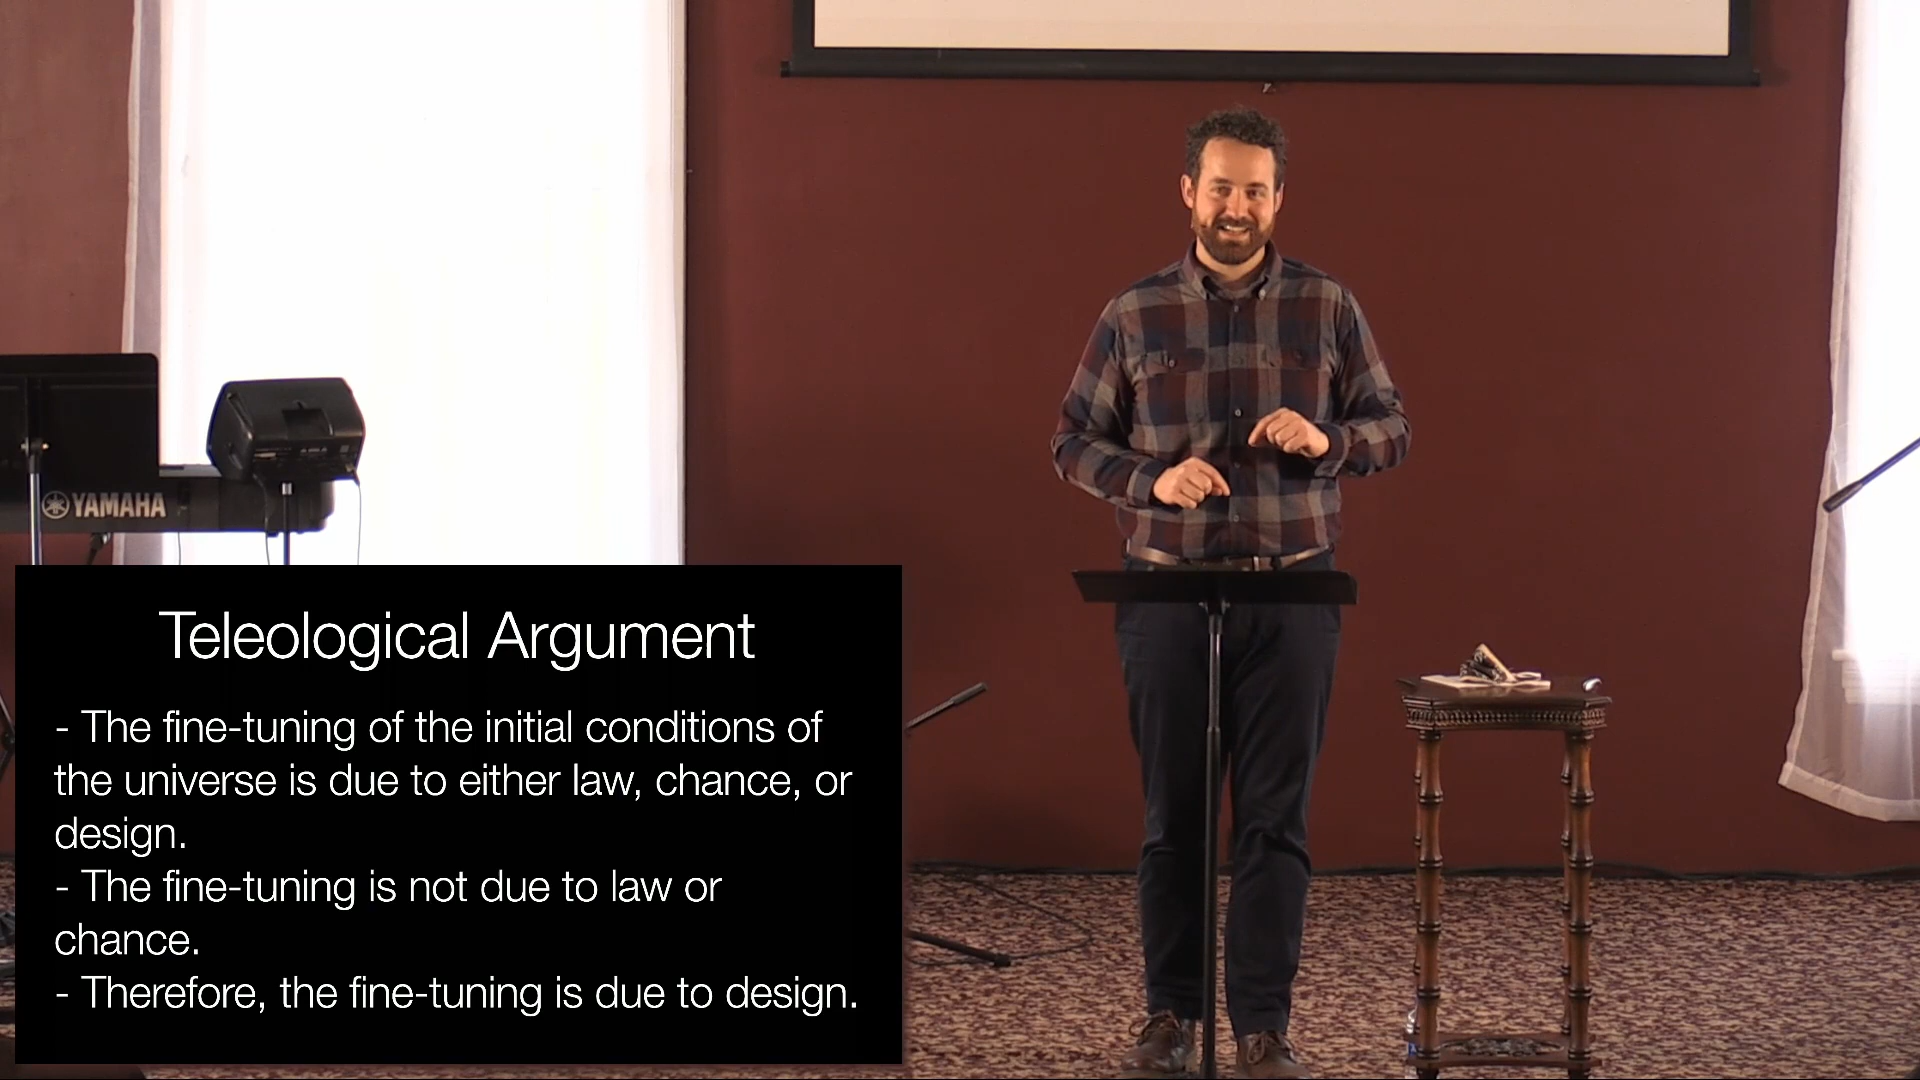 YAMAHA
Teleological Argument
- The fine-tuning of the initial conditions of
the universe is due to either law, chance, or
design.
- The fine-tuning is not due to law or
chance.
- Therefore, the fine-tuning is due to design.